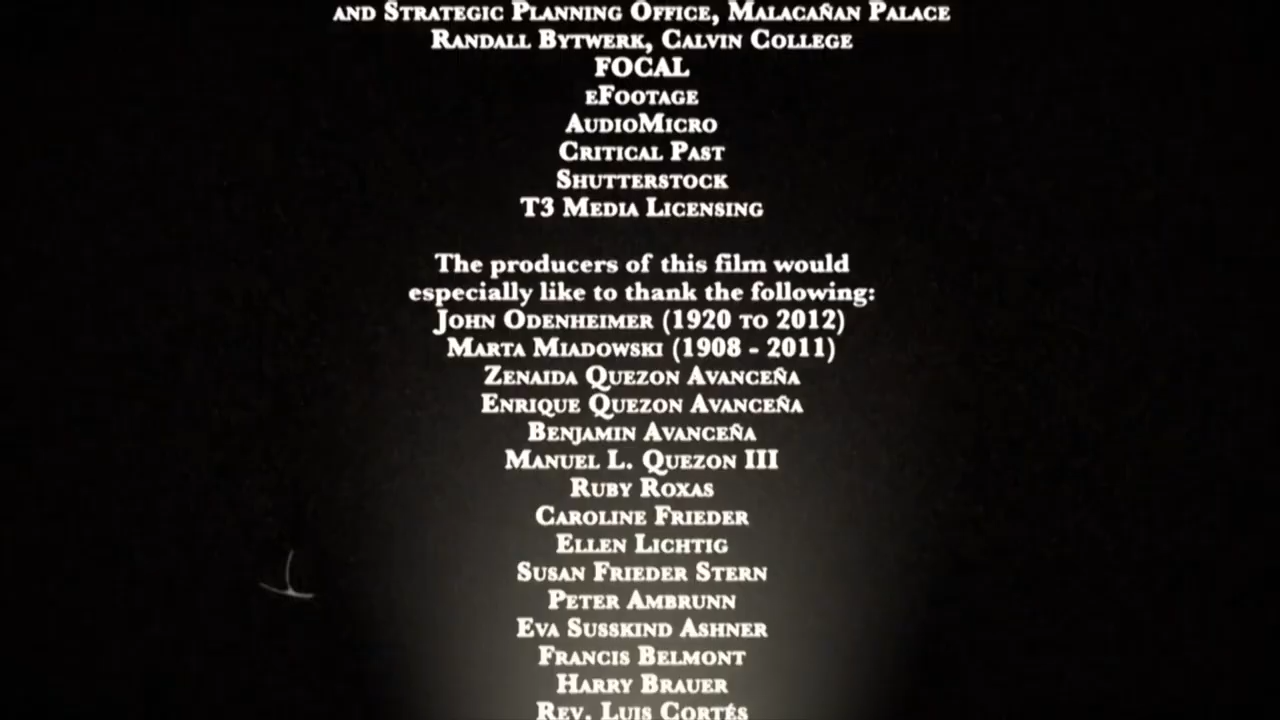 and Strategic Planning Office, Malacañan Palace
Randall Bytwerk, Calvin College
FOCAL
eFootage
AudioMicro
Critical Past
Shutterstock
T3 Media Licensing
The producers of this film would
especially like to thank the following:
John Odenheimer (1920 to 2012)
Marta Miadowski (1908 - 2011)
Zenaida Quezon Avanceña
Enrique Quezon Avanceña
Benjamin Avanceña
Manuel L. Quezon III
Ruby Roxas
Caroline Frieder
Ellen Lichtig
Susan Frieder Stern
Peter Ambrunn
Eva Susskind Ashner
Francis Belmont
Harry Brauer
Rev. Luis Cortés